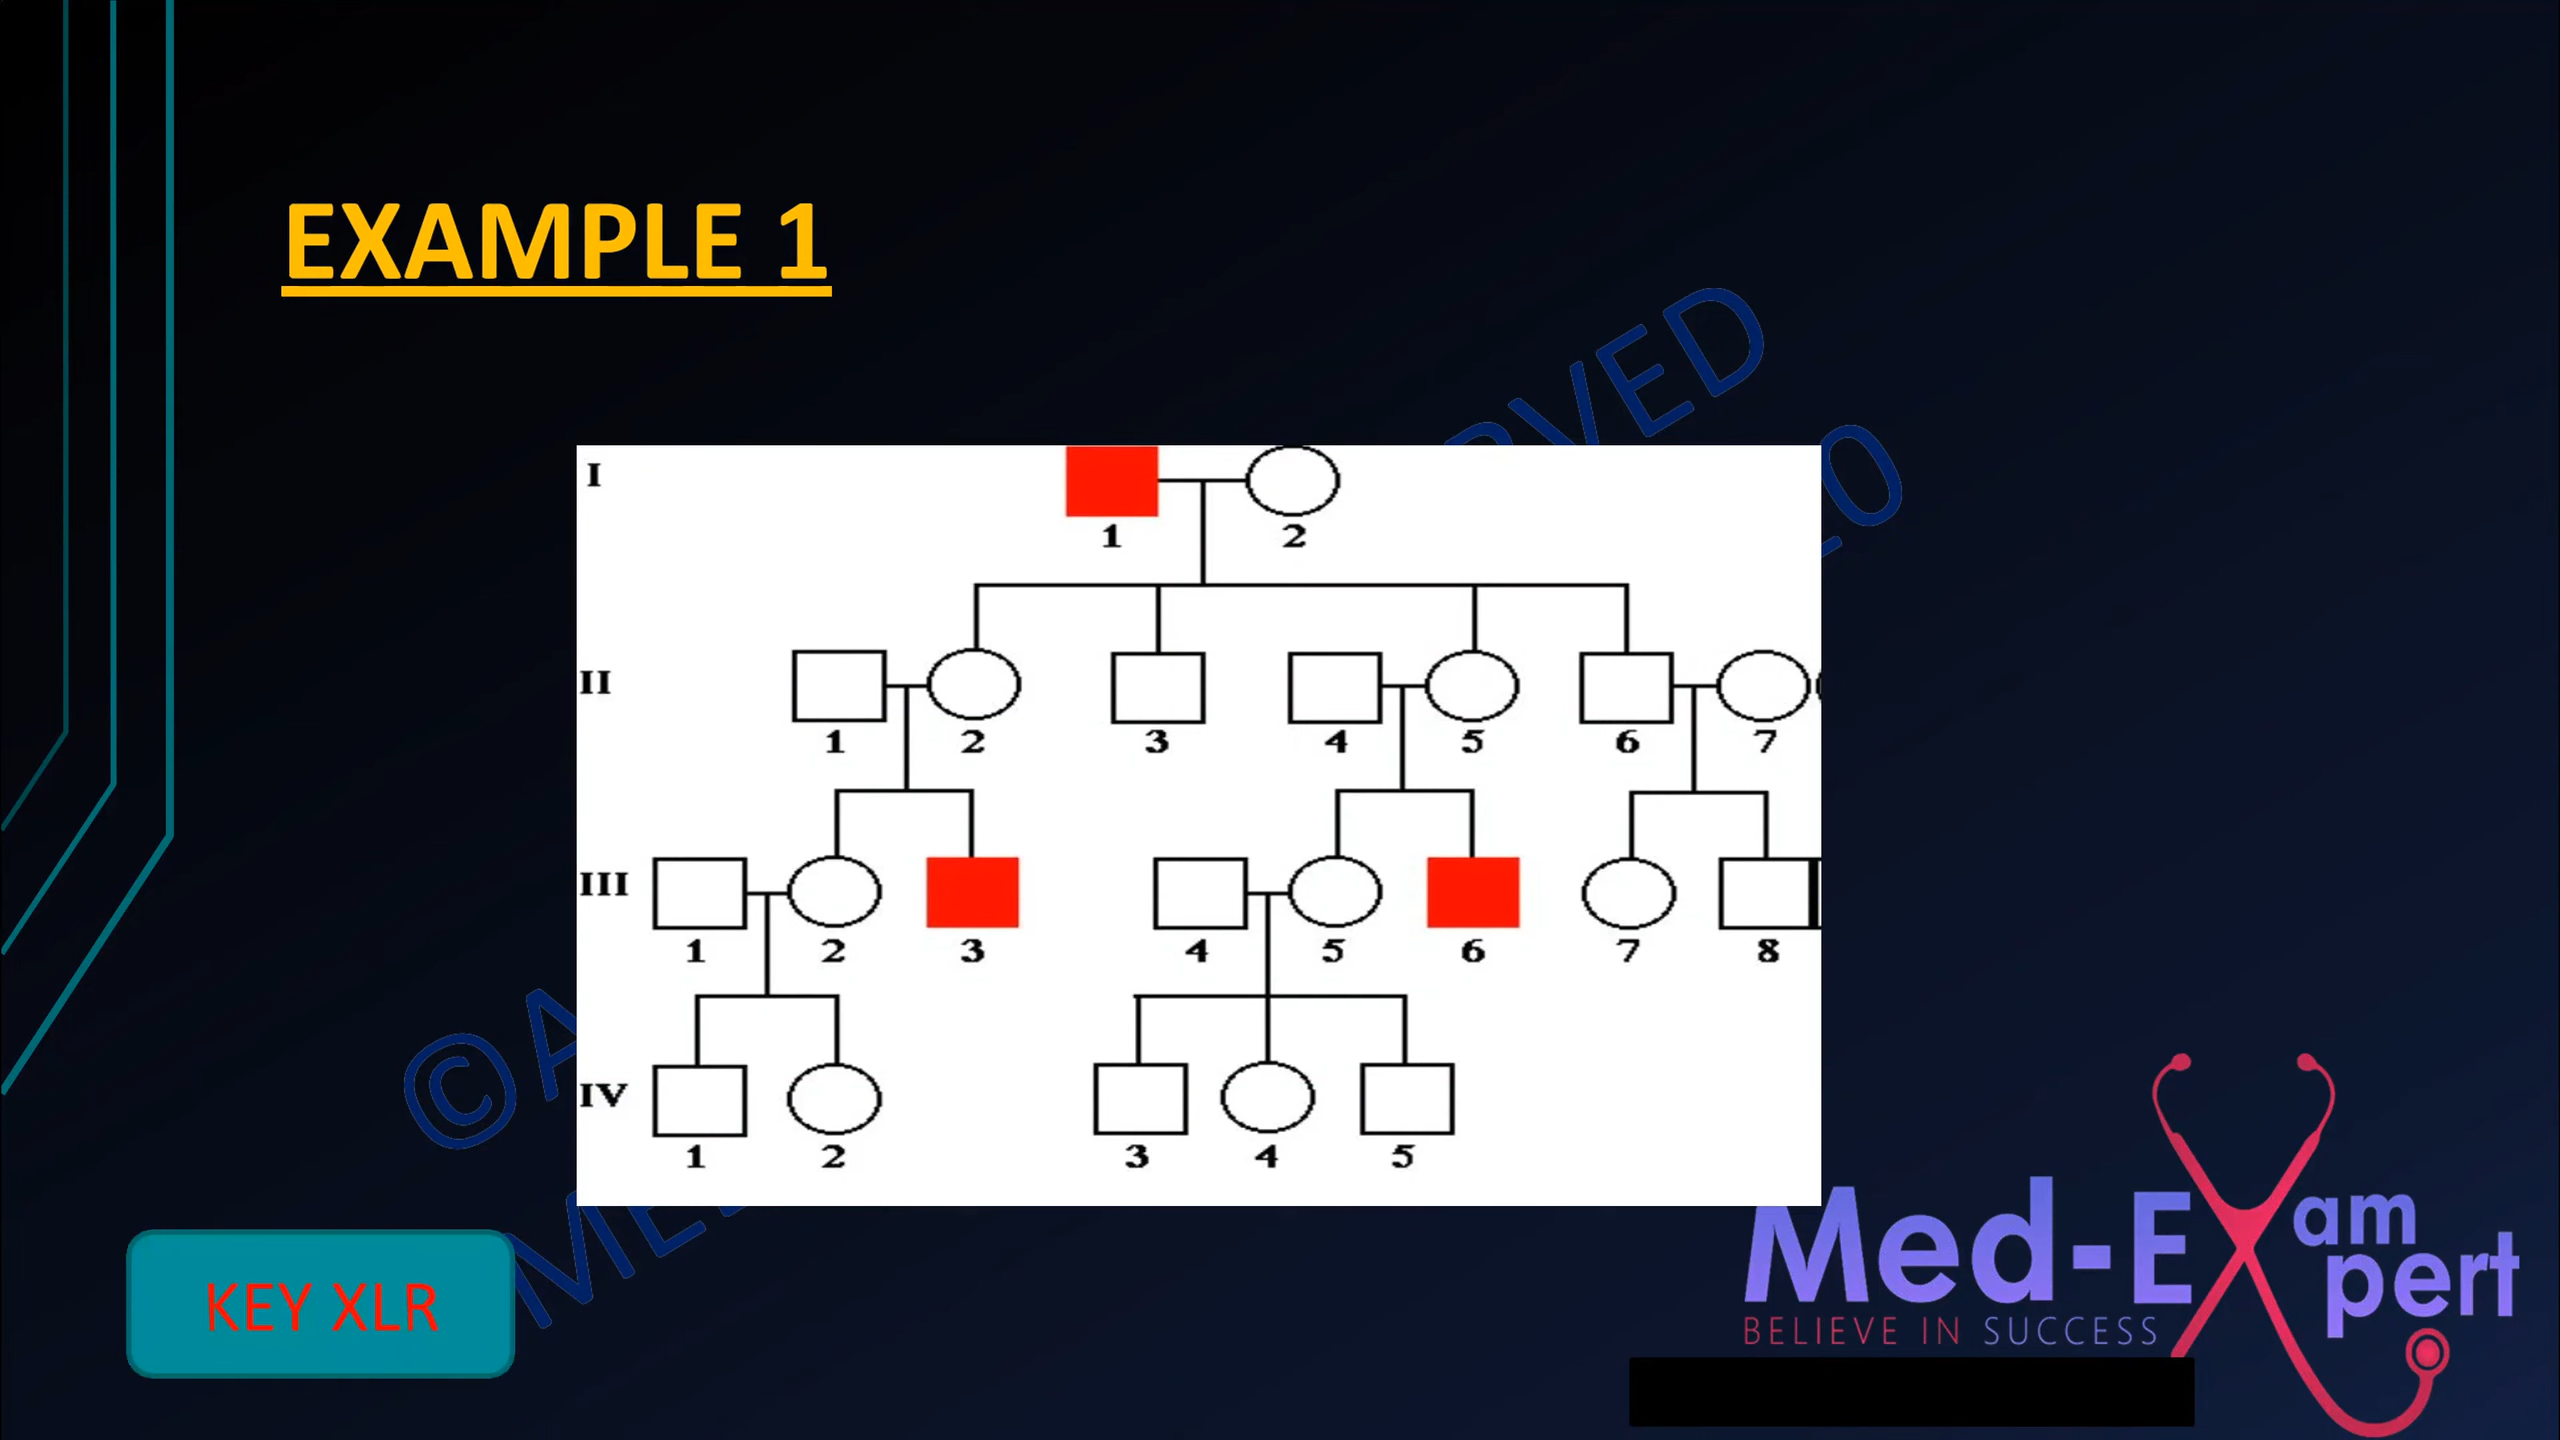 EXAMPLE 1
I
1 2
II
1 2 3 4 5 6 7
III
1 2 3 4 5 6 7 8
IV
1 2 3 4 5
KEY XLR
Med-Exam
pert
BELIEVE IN SUCCESS